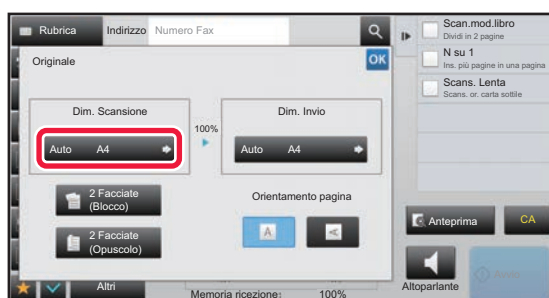 Rubrica
Indirizzo
Numero Fax
Scan.mod.libro
Dividi in 2 pagine
N su 1
Ins. più pagine in una pagina
Scans. Lenta
Scans. or. carta sottile
Originale
OK
Dim. Scansione
100%
Dim. Invio
Auto A4
Auto A4
2 Facciate
(Blocco)
2 Facciate
(Opuscolo)
Orientamento pagina
A
A
Anteprima
CA
Altri
Memoria ricezione:
100%
Altoparlante